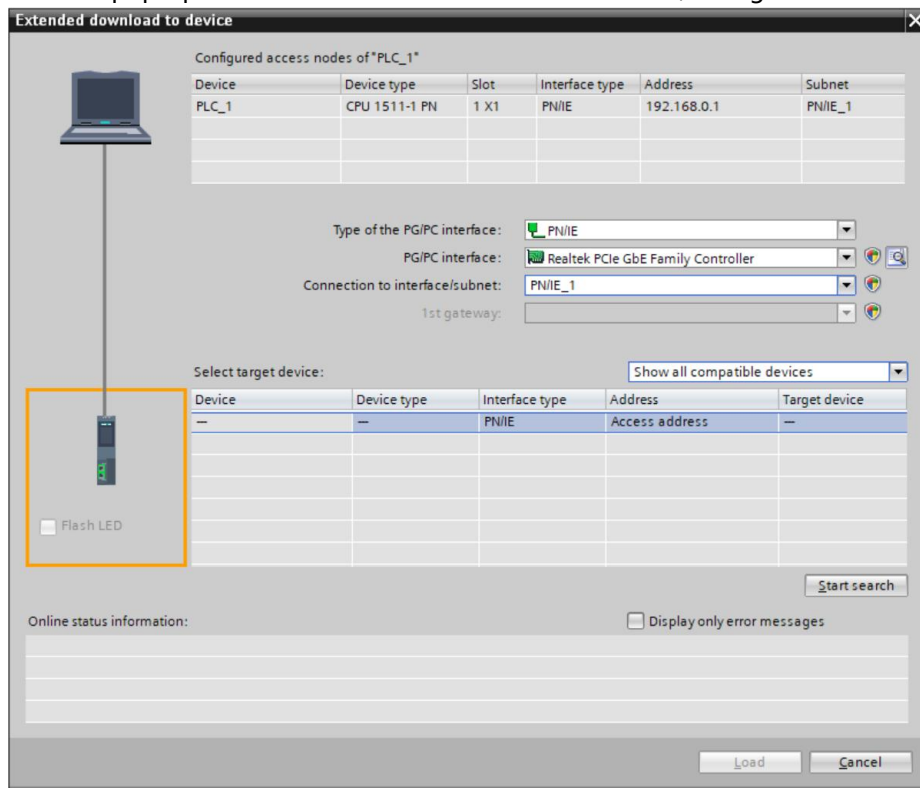 Extended download to device
Configured access nodes of "PLC_1"
Device Device type Slot Interface type Address Subnet
PLC_1 CPU 1511-1 PN 1 X1 PN/IE 192.168.0.1 PN/IE_1
Type of the PG/PC interface: PN/IE
PG/PC interface: Realtek PCIe GbE Family Controller
Connection to interface/subnet: PN/IE_1
1st gateway:
Select target device: Show all compatible devices
Device Device type Interface type Address Target device
— — PN/IE Access address —
Flash LED
Start search
Online status information: Display only error messages
Load Cancel